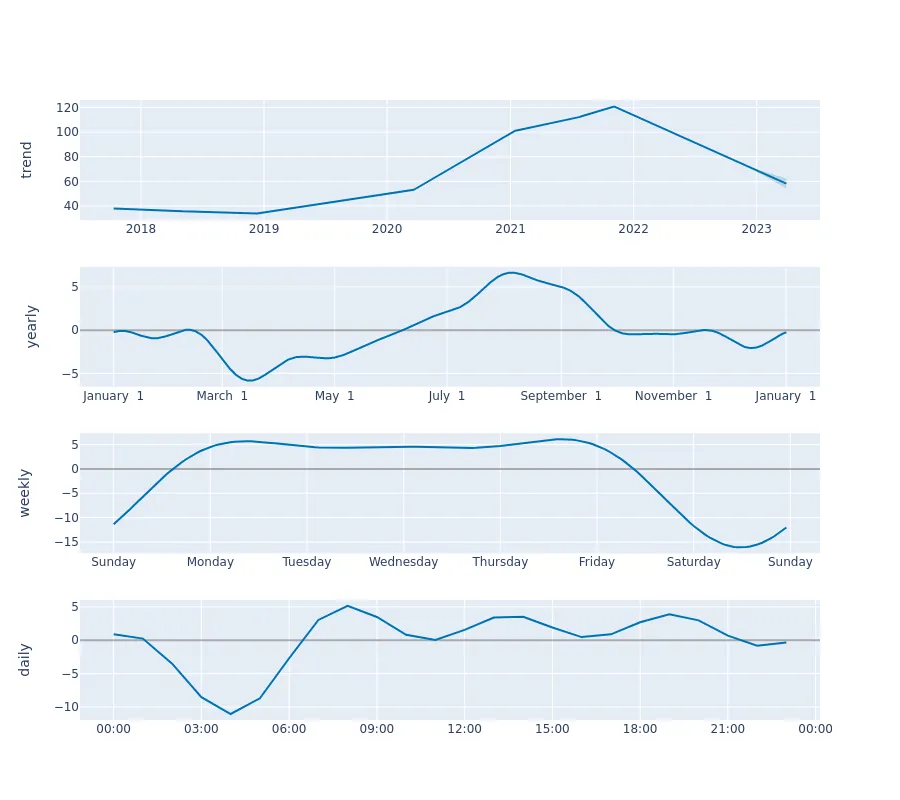 trend
120
100
80
60
40
2018 2019 2020 2021 2022 2023
yearly
5
0
−5
January 1 March 1 May 1 July 1 September 1 November 1 January 1
weekly
5
0
−5
−10
−15
Sunday Monday Tuesday Wednesday Thursday Friday Saturday Sunday
daily
5
0
−5
−10
00:00 03:00 06:00 09:00 12:00 15:00 18:00 21:00 00:00